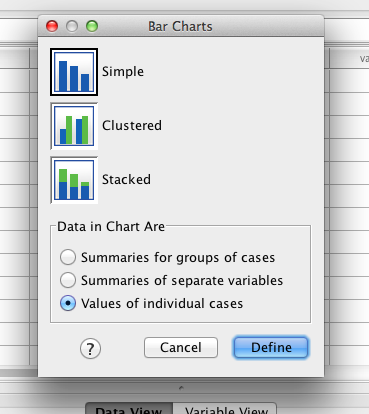 Bar Charts
va
Simple
Clustered
Stacked
Data in Chart Are
Summaries for groups of cases
Summaries of separate variables
Values of individual cases
?
Cancel
Define
Data View
Variable View